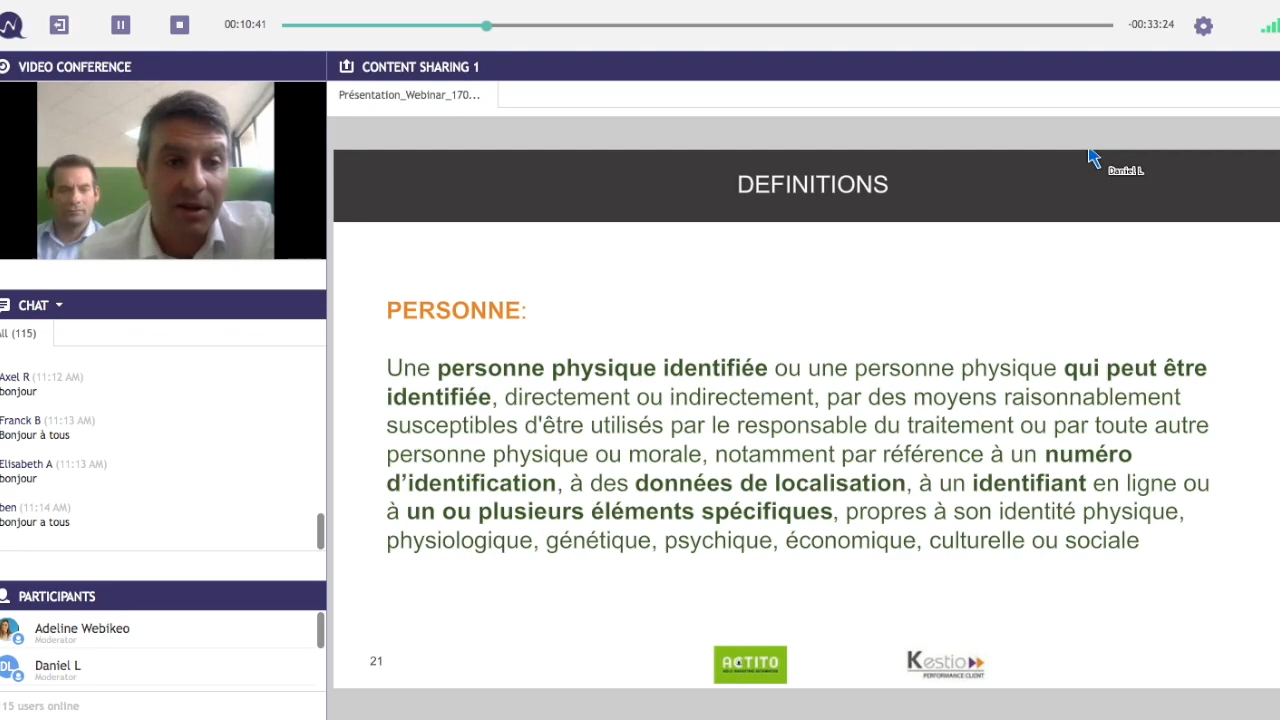 00:10:41
-00:33:24
VIDEO CONFERENCE
CONTENT SHARING 1
Présentation_Webinar_170...
Daniel L
DEFINITIONS
PERSONNE:
Une personne physique identifiée ou une personne physique qui peut être
identifiée, directement ou indirectement, par des moyens raisonnablement
susceptibles d'être utilisés par le responsable du traitement ou par toute autre
personne physique ou morale, notamment par référence à un numéro
d'identification, à des données de localisation, à un identifiant en ligne ou
à un ou plusieurs éléments spécifiques, propres à son identité physique,
physiologique, génétique, psychique, économique, culturelle ou sociale
21
ACTITO
Kestio
PERFORMANCE CLIENT
CHAT
(115)
Axel R (11:12 AM)
bonjour
Franck B (11:13 AM)
Bonjour à tous
Elisabeth A (11:13 AM)
bonjour
ben (11:14 AM)
bonjour a tous
PARTICIPANTS
Adeline Webikeo
Moderator
DL
Daniel L
Moderator
15 users online